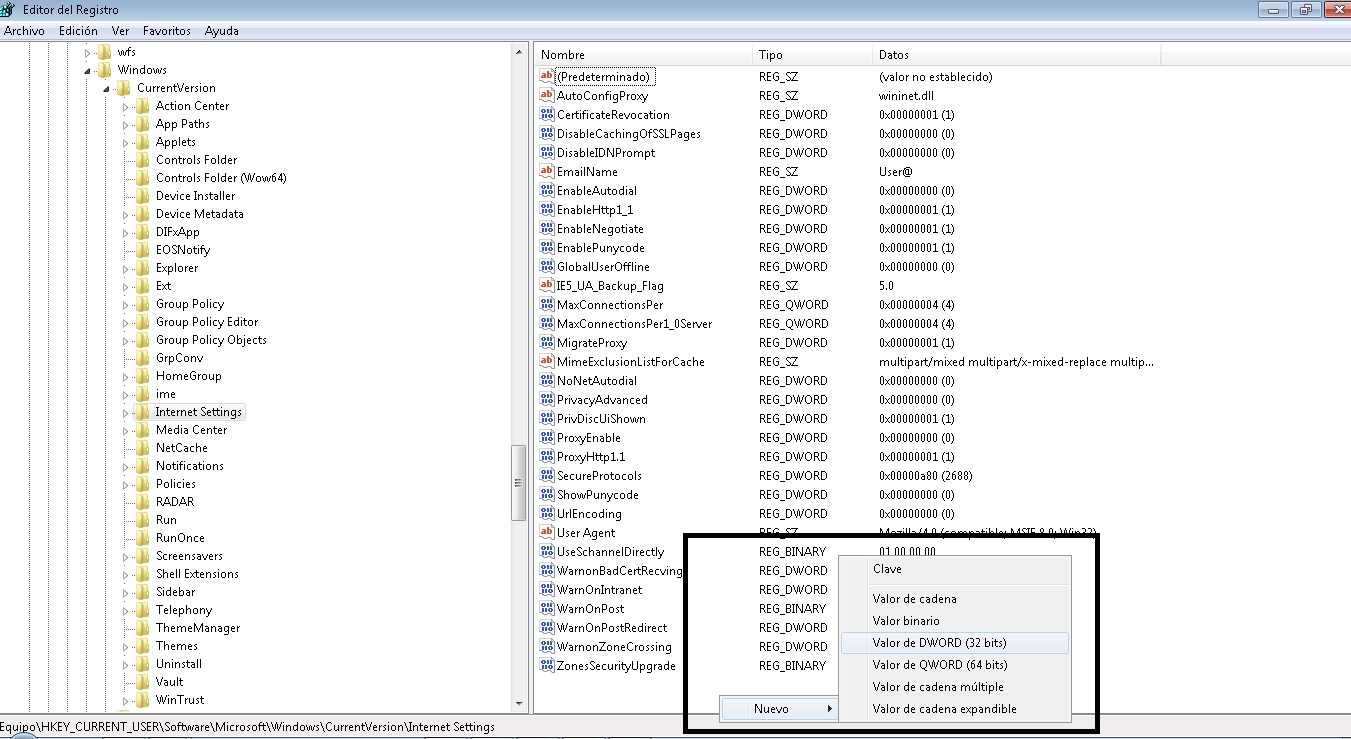 Editor del Registro
Archivo Edición Ver Favoritos Ayuda
wfs
Windows
CurrentVersion
Action Center
App Paths
Applets
Controls Folder
Controls Folder (Wow64)
Device Installer
Device Metadata
DIFxApp
EOSNotify
Explorer
Ext
Group Policy
Group Policy Editor
Group Policy Objects
GrpConv
HomeGroup
ime
Internet Settings
Media Center
NetCache
Notifications
Policies
RADAR
Run
RunOnce
Screensavers
Shell Extensions
Sidebar
Telephony
ThemeManager
Themes
Uninstall
Vault
WinTrust
Nombre Tipo Datos
(Predeterminado) REG_SZ (valor no establecido)
AutoConfigProxy REG_SZ wininet.dll
CertificateRevocation REG_DWORD 0x00000001 (1)
DisableCachingOfSSLPages REG_DWORD 0x00000000 (0)
DisableIDNPrompt REG_DWORD 0x00000000 (0)
EmailName REG_SZ User@
EnableAutodial REG_DWORD 0x00000000 (0)
EnableHttp1_1 REG_DWORD 0x00000001 (1)
EnableNegotiate REG_DWORD 0x00000001 (1)
EnablePunycode REG_DWORD 0x00000001 (1)
GlobalUserOffline REG_DWORD 0x00000000 (0)
IE5_UA_Backup_Flag REG_SZ 5.0
MaxConnectionsPer REG_QWORD 0x00000004 (4)
MaxConnectionsPer1_0Server REG_QWORD 0x00000004 (4)
MigrateProxy REG_DWORD 0x00000001 (1)
MimeExclusionListForCache REG_SZ multipart/mixed multipart/x-mixed-replace multip...
NoNetAutodial REG_DWORD 0x00000000 (0)
PrivacyAdvanced REG_DWORD 0x00000000 (0)
PrivDiscUiShown REG_DWORD 0x00000001 (1)
ProxyEnable REG_DWORD 0x00000000 (0)
ProxyHttp1.1 REG_DWORD 0x00000001 (1)
SecureProtocols REG_DWORD 0x00000a80 (2688)
ShowPunycode REG_DWORD 0x00000000 (0)
UrlEncoding REG_DWORD 0x00000000 (0)
User Agent REG_SZ Mozilla/4.0 (compatible; MSIE 8.0; Win32)
UseSchannelDirectly REG_BINARY 01 00 00 00
WarnonBadCertRecving REG_DWORD
WarnOnIntranet REG_DWORD
WarnOnPost REG_BINARY
WarnOnPostRedirect REG_DWORD
WarnonZoneCrossing REG_DWORD
ZonesSecurityUpgrade REG_BINARY
Nuevo
Clave
Valor de cadena
Valor binario
Valor de DWORD (32 bits)
Valor de QWORD (64 bits)
Valor de cadena múltiple
Valor de cadena expandible
Equipo\HKEY_CURRENT_USER\Software\Microsoft\Windows\CurrentVersion\Internet Settings